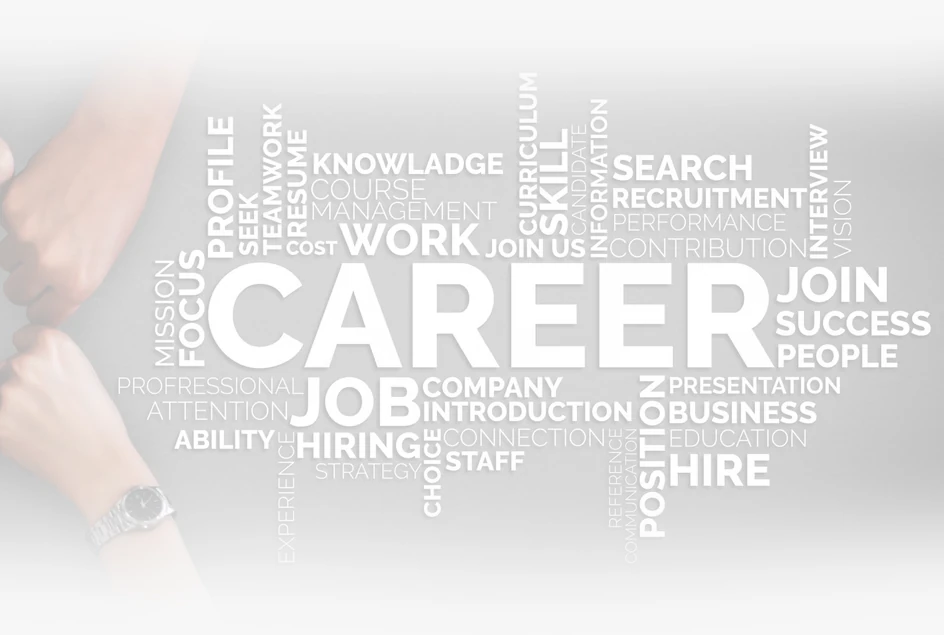 PROFILE
SEEK
TEAMWORK
RESUME
KNOWLADGE
COURSE
MANAGEMENT
COST
WORK
JOIN US
CURRICULUM
SKILL
CANDIDATE
INFORMATION
SEARCH
RECRUITMENT
PERFORMANCE
CONTRIBUTION
INTERVIEW
VISION
MISSION
FOCUS
CAREER
JOIN
SUCCESS
PEOPLE
PROFRESSIONAL
ATTENTION
ABILITY
EXPERIENCE
JOB
HIRING
STRATEGY
COMPANY
INTRODUCTION
CHOICE
CONNECTION
STAFF
REFERENCE
COMMUNICATION
POSITION
PRESENTATION
BUSINESS
EDUCATION
HIRE